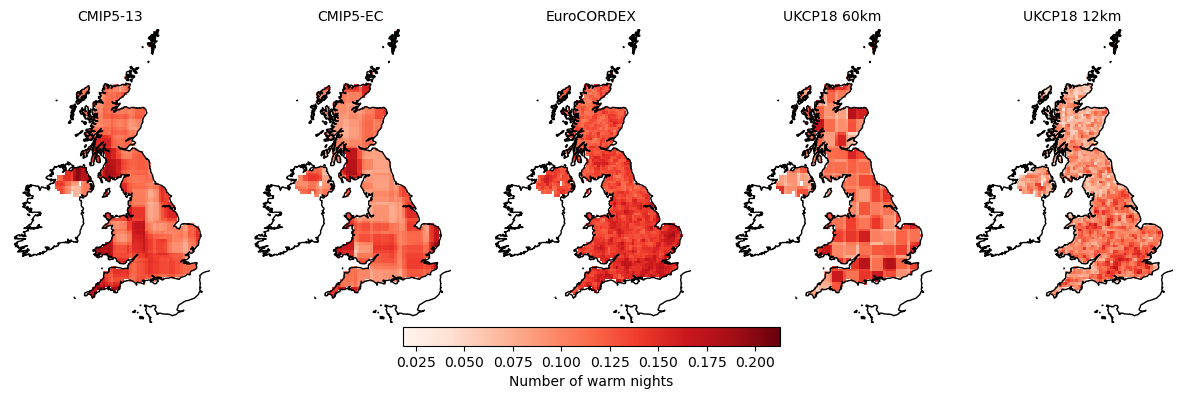 CMIP5-13 CMIP5-EC EuroCORDEX UKCP18 60km UKCP18 12km
0.025 0.050 0.075 0.100 0.125 0.150 0.175 0.200
Number of warm nights